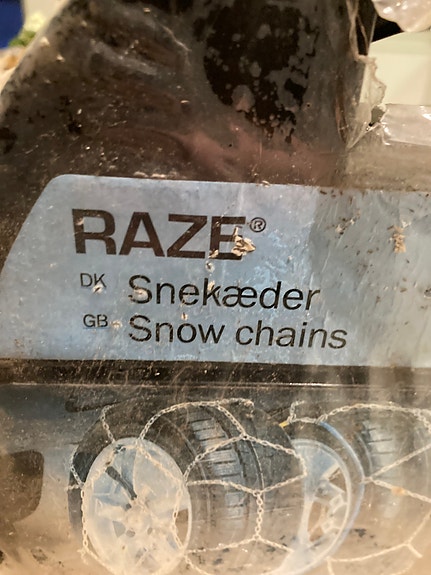 RAZE®
DK Snekæder
GB Snow chains